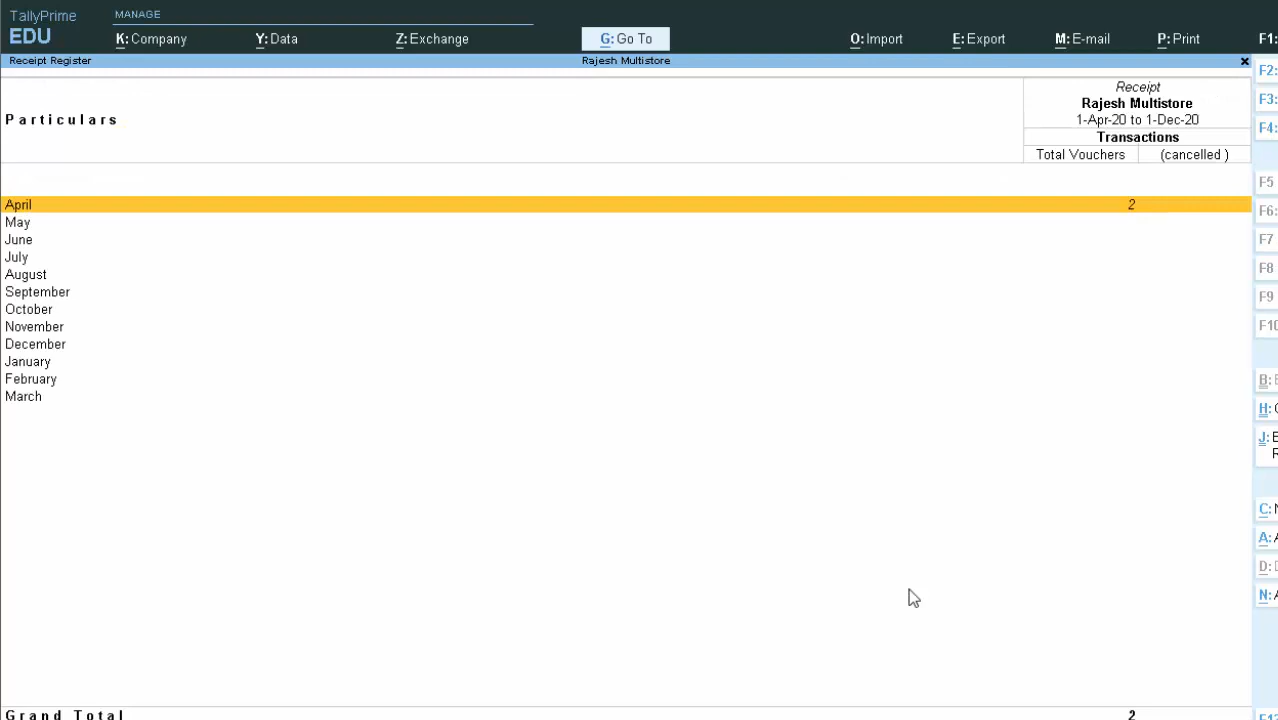 TallyPrime
EDU
MANAGE
K: Company
Y: Data
Z: Exchange
G: Go To
O: Import
E: Export
M: E-mail
P: Print
F1:
Receipt Register
Rajesh Multistore
×
F2:
F3:
F4:
F5
F6:
F7
F8
F9
F10
B: E
H: C
J: E
R
C: N
A: A
D: D
N: A
F12
Receipt
Rajesh Multistore
Particulars
1-Apr-20 to 1-Dec-20
Transactions
Total Vouchers (cancelled )
April 2
May
June
July
August
September
October
November
December
January
February
March
Grand Total 2